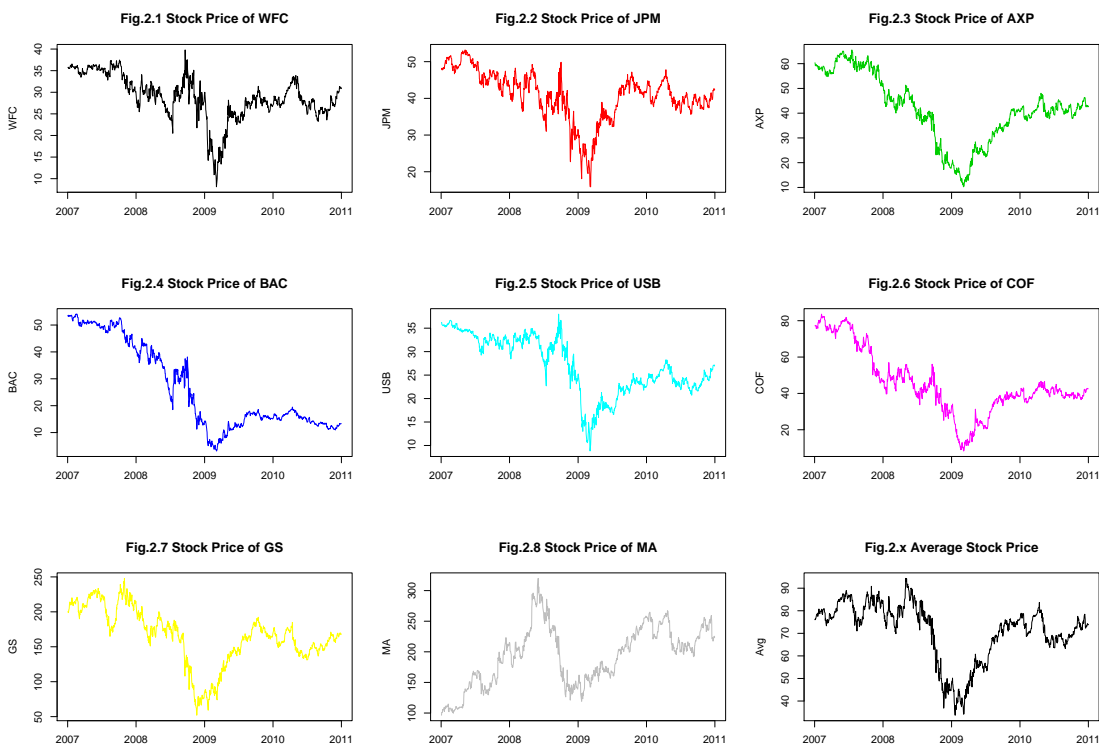 Fig.2.1 Stock Price of WFC
Fig.2.2 Stock Price of JPM
Fig.2.3 Stock Price of AXP
WFC
40
35
30
25
20
15
10
2007 2008 2009 2010 2011
JPM
50
40
30
20
2007 2008 2009 2010 2011
AXP
60
50
40
30
20
10
2007 2008 2009 2010 2011
Fig.2.4 Stock Price of BAC
Fig.2.5 Stock Price of USB
Fig.2.6 Stock Price of COF
BAC
50
40
30
20
10
2007 2008 2009 2010 2011
USB
35
30
25
20
15
10
2007 2008 2009 2010 2011
COF
80
60
40
20
2007 2008 2009 2010 2011
Fig.2.7 Stock Price of GS
Fig.2.8 Stock Price of MA
Fig.2.x Average Stock Price
GS
250
200
150
100
50
2007 2008 2009 2010 2011
MA
300
250
200
150
100
2007 2008 2009 2010 2011
Avg
90
80
70
60
50
40
2007 2008 2009 2010 2011